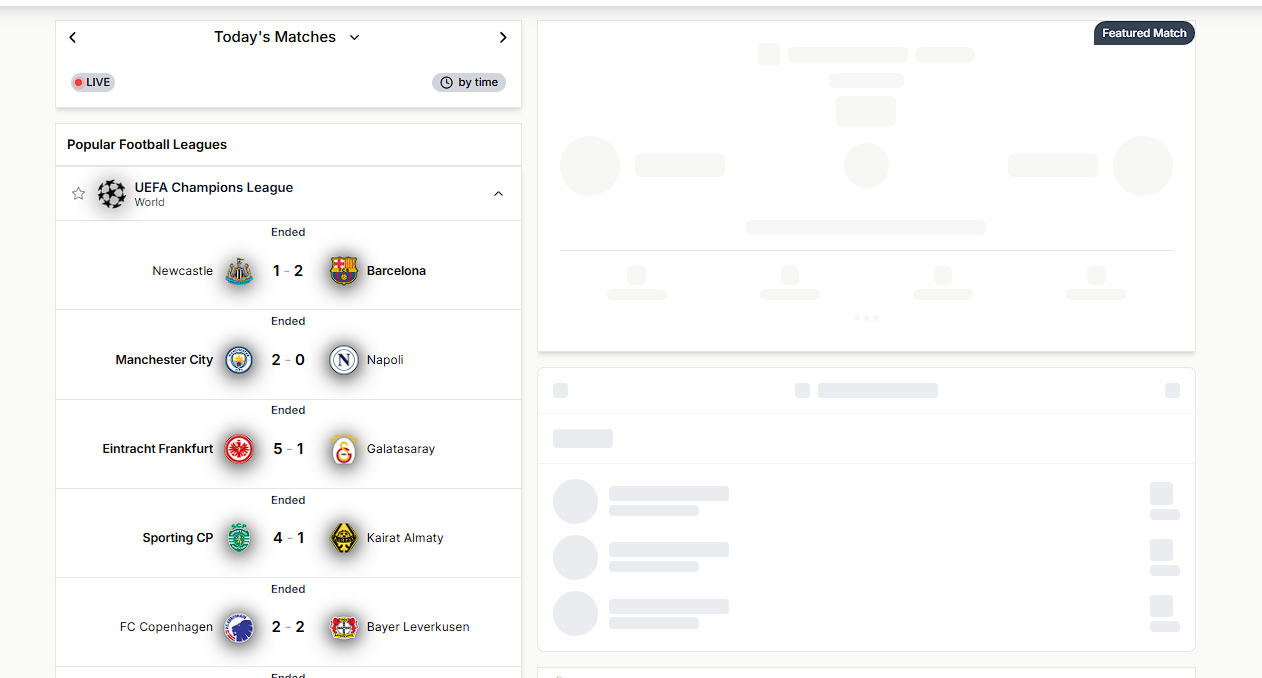 Today's Matches
LIVE
by time
Popular Football Leagues
UEFA Champions League
World
Ended
Newcastle 1 - 2 Barcelona
Ended
Manchester City 2 - 0 Napoli
Ended
Eintracht Frankfurt 5 - 1 Galatasaray
Ended
Sporting CP 4 - 1 Kairat Almaty
Ended
FC Copenhagen 2 - 2 Bayer Leverkusen
Ended
Featured Match